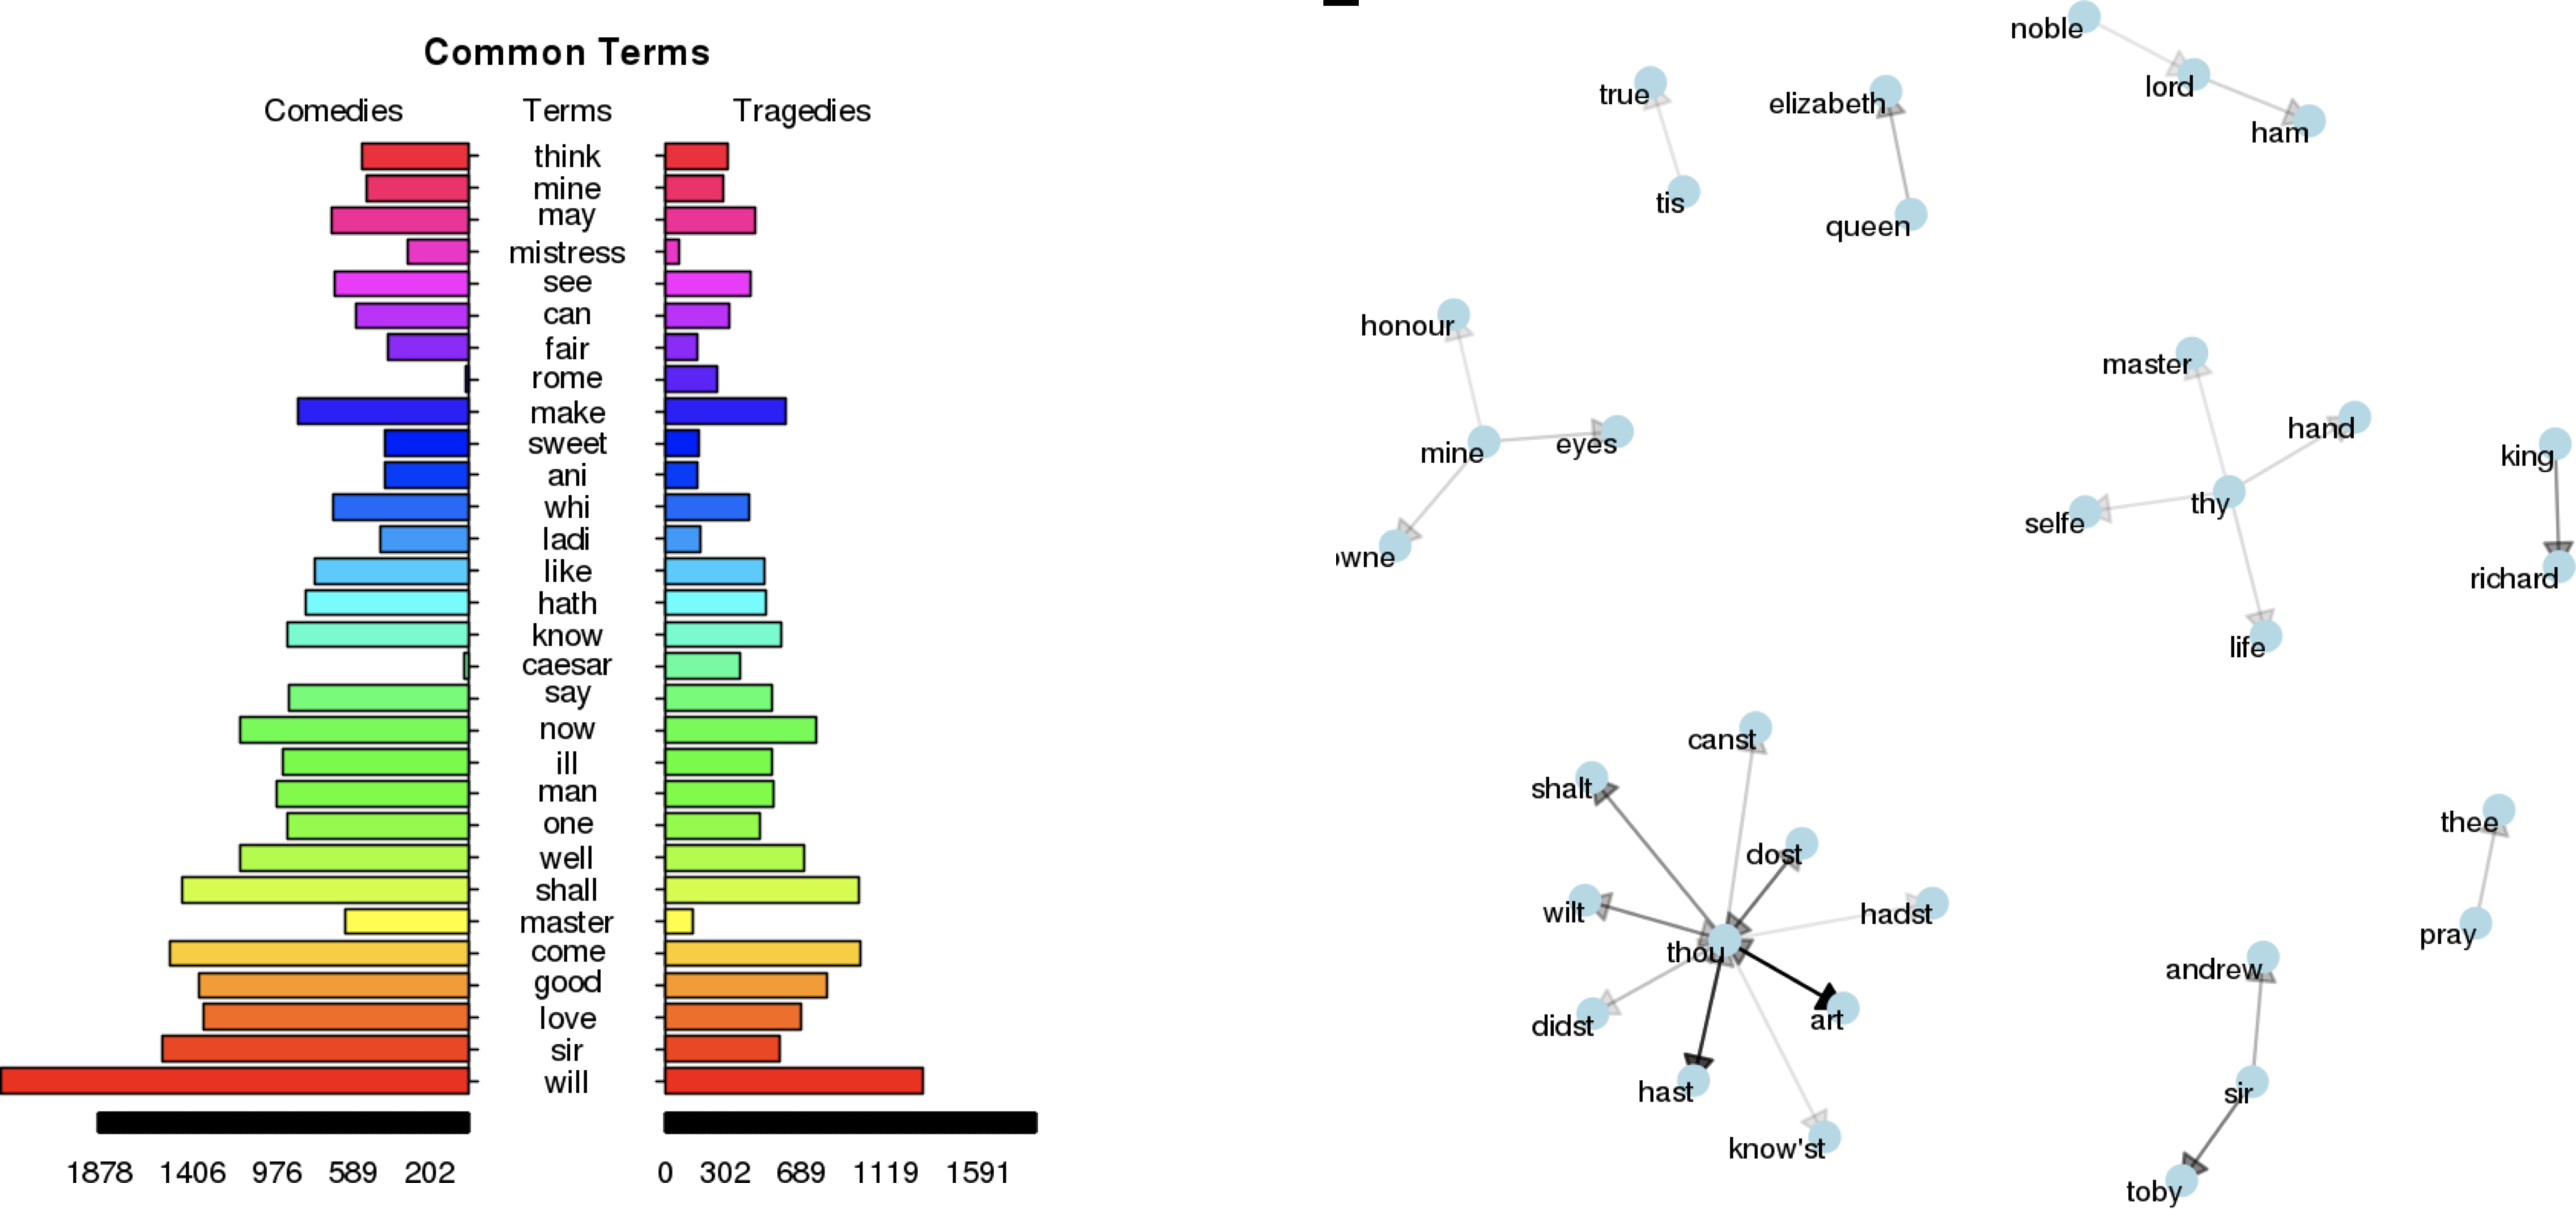 Common Terms
Comedies Terms Tragedies
think
mine
may
mistress
see
can
fair
rome
make
sweet
ani
whi
ladi
like
hath
know
caesar
say
now
ill
man
one
well
shall
master
come
good
love
sir
will
1878 1406 976 589 202 0 302 689 1119 1591
noble
lord
ham
true
tis
elizabeth
queen
honour
mine
eyes
owne
master
hand
selfe
thy
life
king
richard
canst
shalt
dost
wilt
hadst
thou
didst
art
hast
know'st
thee
pray
andrew
sir
toby